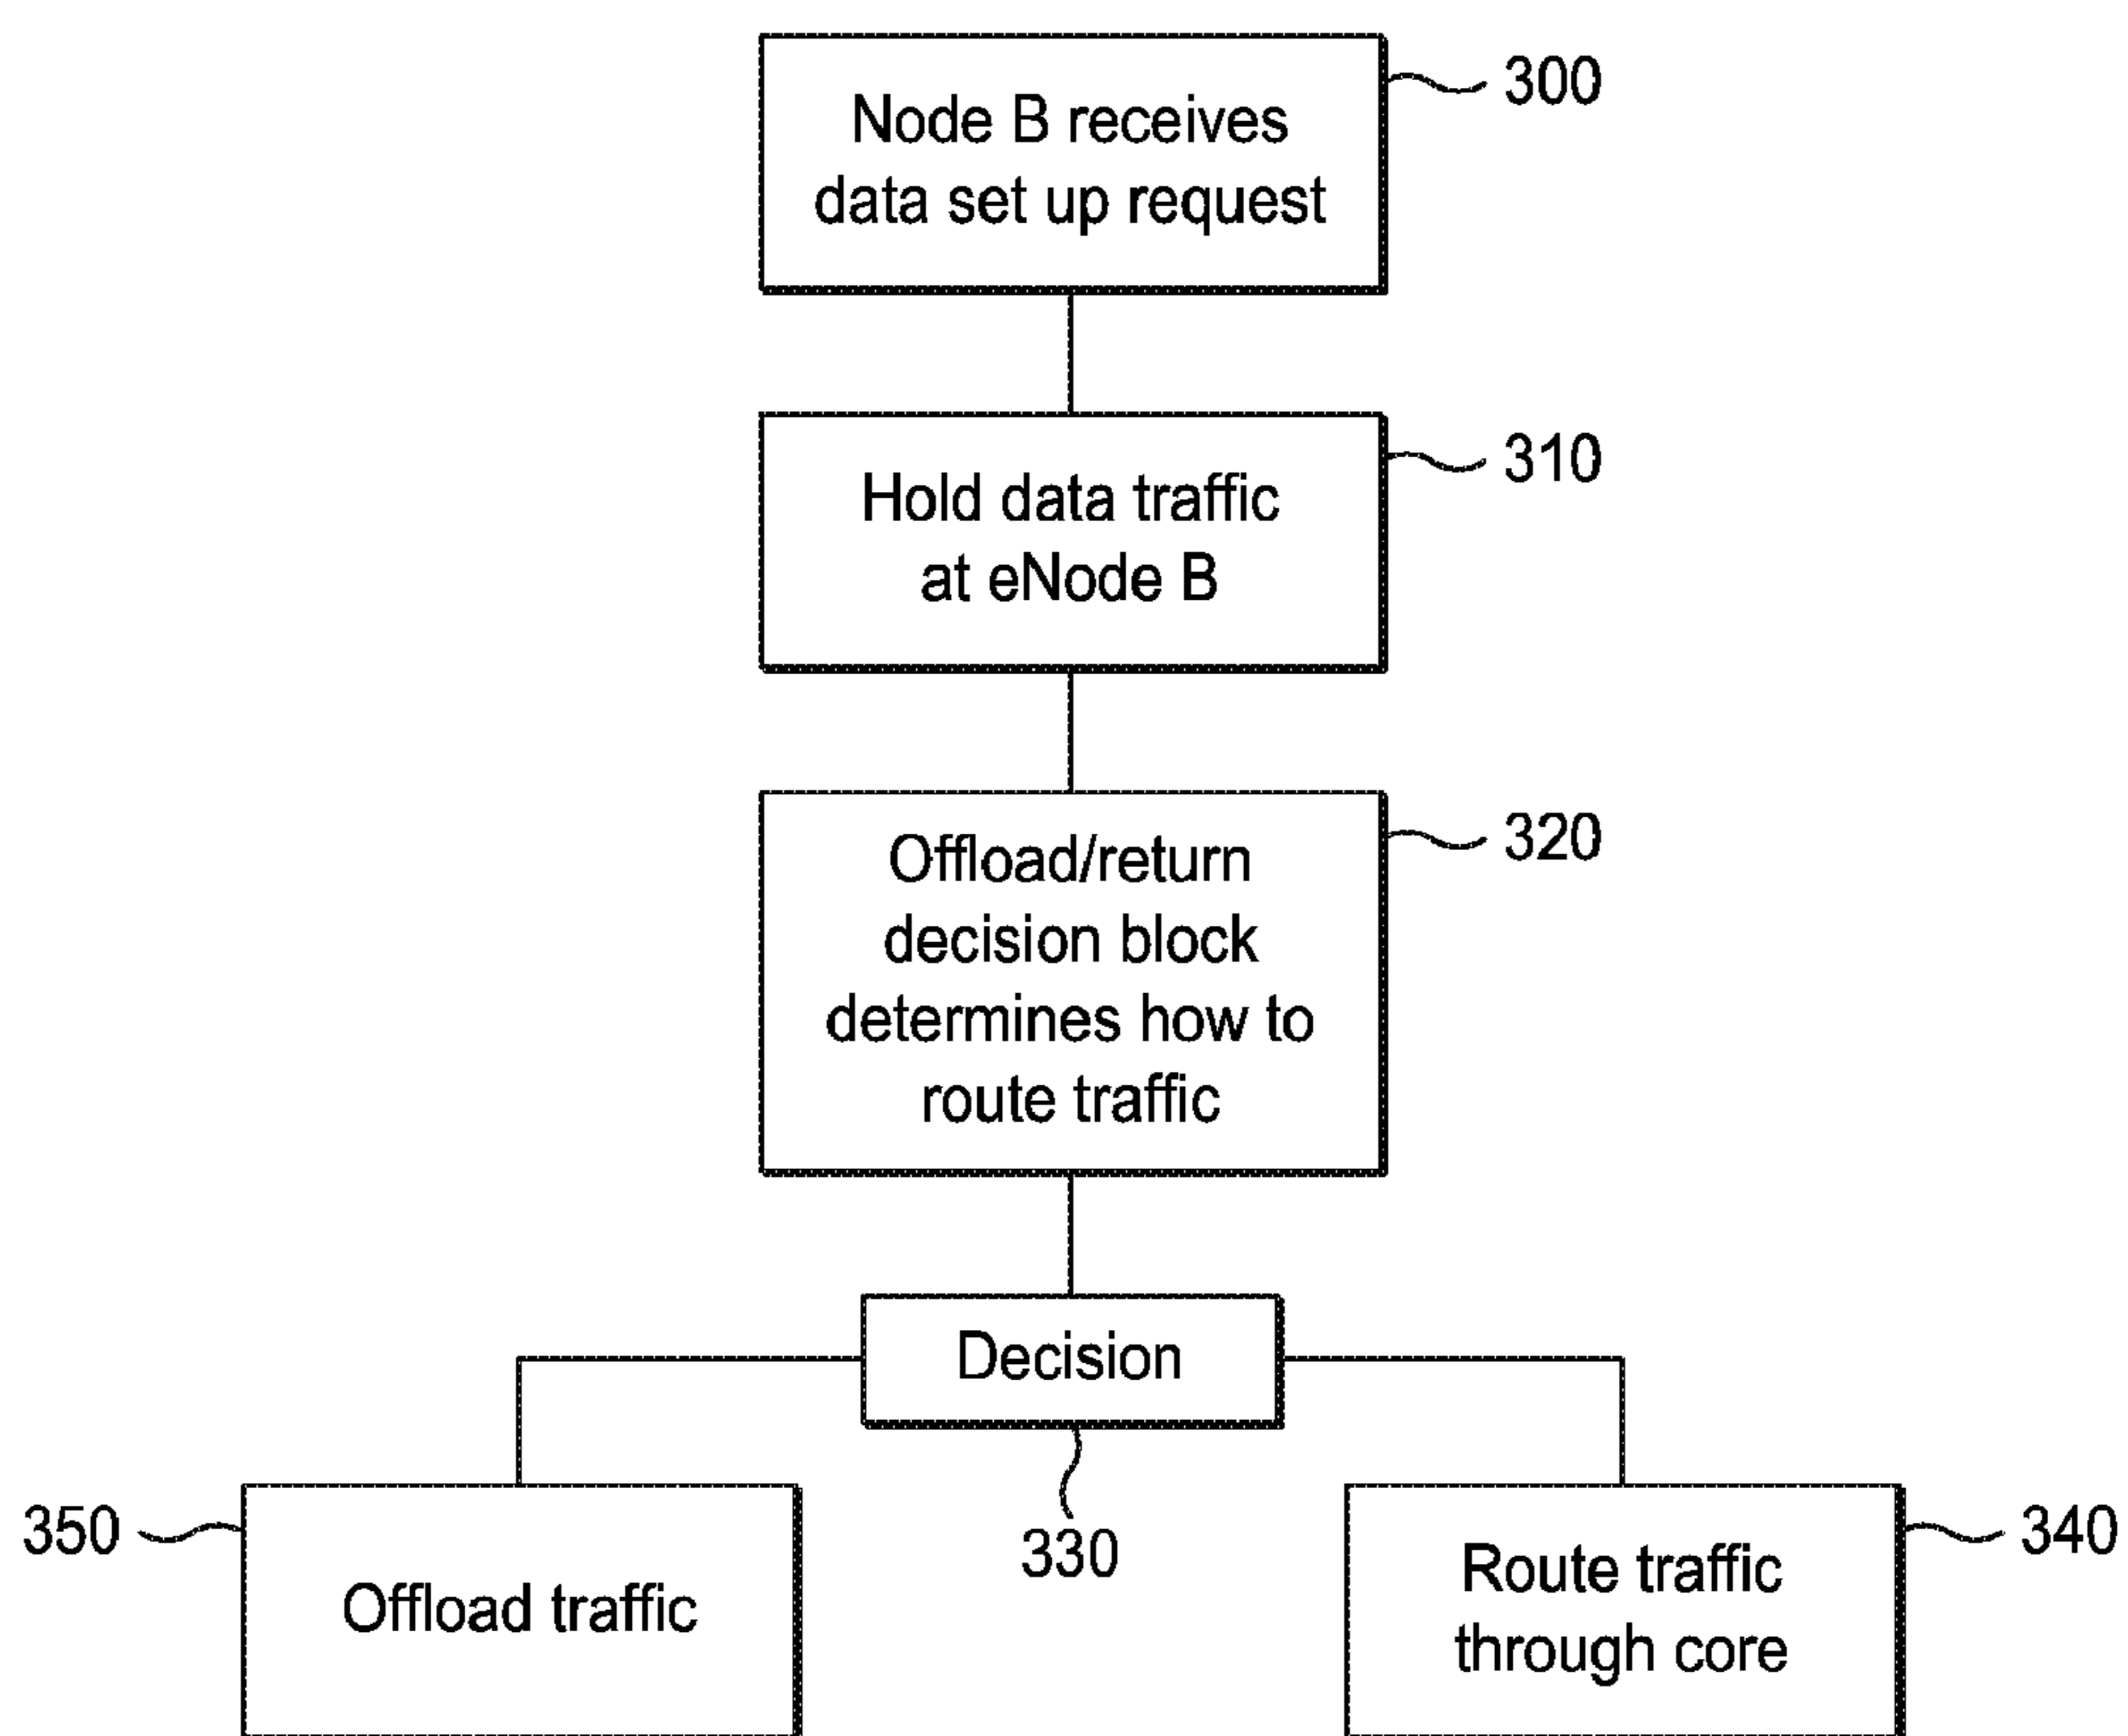 Node B receives
data set up request
300
Hold data traffic
at eNode B
310
Offload/return
decision block
determines how to
route traffic
320
Decision
330
350
Offload traffic
Route traffic
through core
340